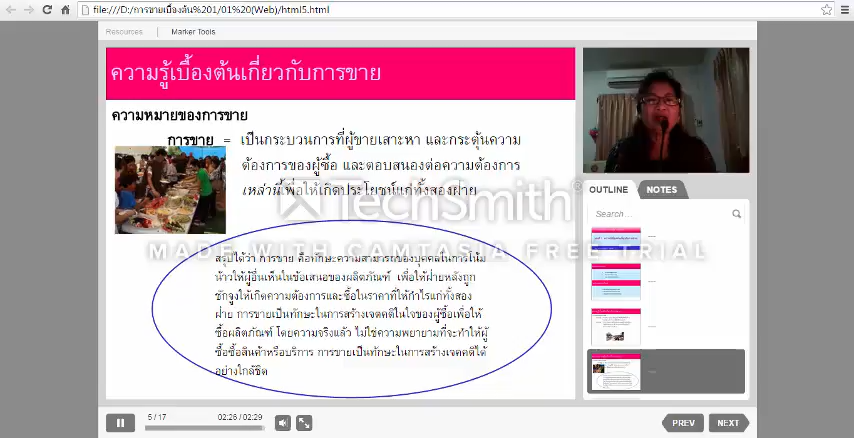 file:///D:/การขายเบื้องต้น%201/01%20(Web)/html5.html
Resources
Marker Tools
ความรู้เบื้องต้นเกี่ยวกับการขาย
ความหมายของการขาย
การขาย = เป็นกระบวนการที่ผู้ขายเสาะหา และกระตุ้นความ
ต้องการของผู้ซื้อ และตอบสนองต่อความต้องการ
เหล่านี้เพื่อให้เกิดประโยชน์แก่ทั้งสองฝ่าย
TechSmith®
MADE WITH CAMTASIA FREE TRIAL
สรุปได้ว่า การขาย คือทักษะความสามารถของบุคคลในการโน้ม
น้าวให้ผู้อื่นเห็นในข้อเสนอของผลิตภัณฑ์ เพื่อให้ฝ่ายหลังถูก
ชักจูงให้เกิดความต้องการและซื้อในราคาที่ให้กำไรแก่ทั้งสอง
ฝ่าย การขายเป็นทักษะในการสร้างเจตคติในใจของผู้ซื้อเพื่อให้
ซื้อผลิตภัณฑ์ โดยความจริงแล้ว ไม่ใช่ความพยายามที่จะทำให้ผู้
ซื้อซื้อสินค้าหรือบริการ การขายเป็นทักษะในการสร้างเจตคติได้
อย่างใกล้ชิด
OUTLINE
NOTES
Search ...
5 / 17
02:26 / 02:29
PREV
NEXT